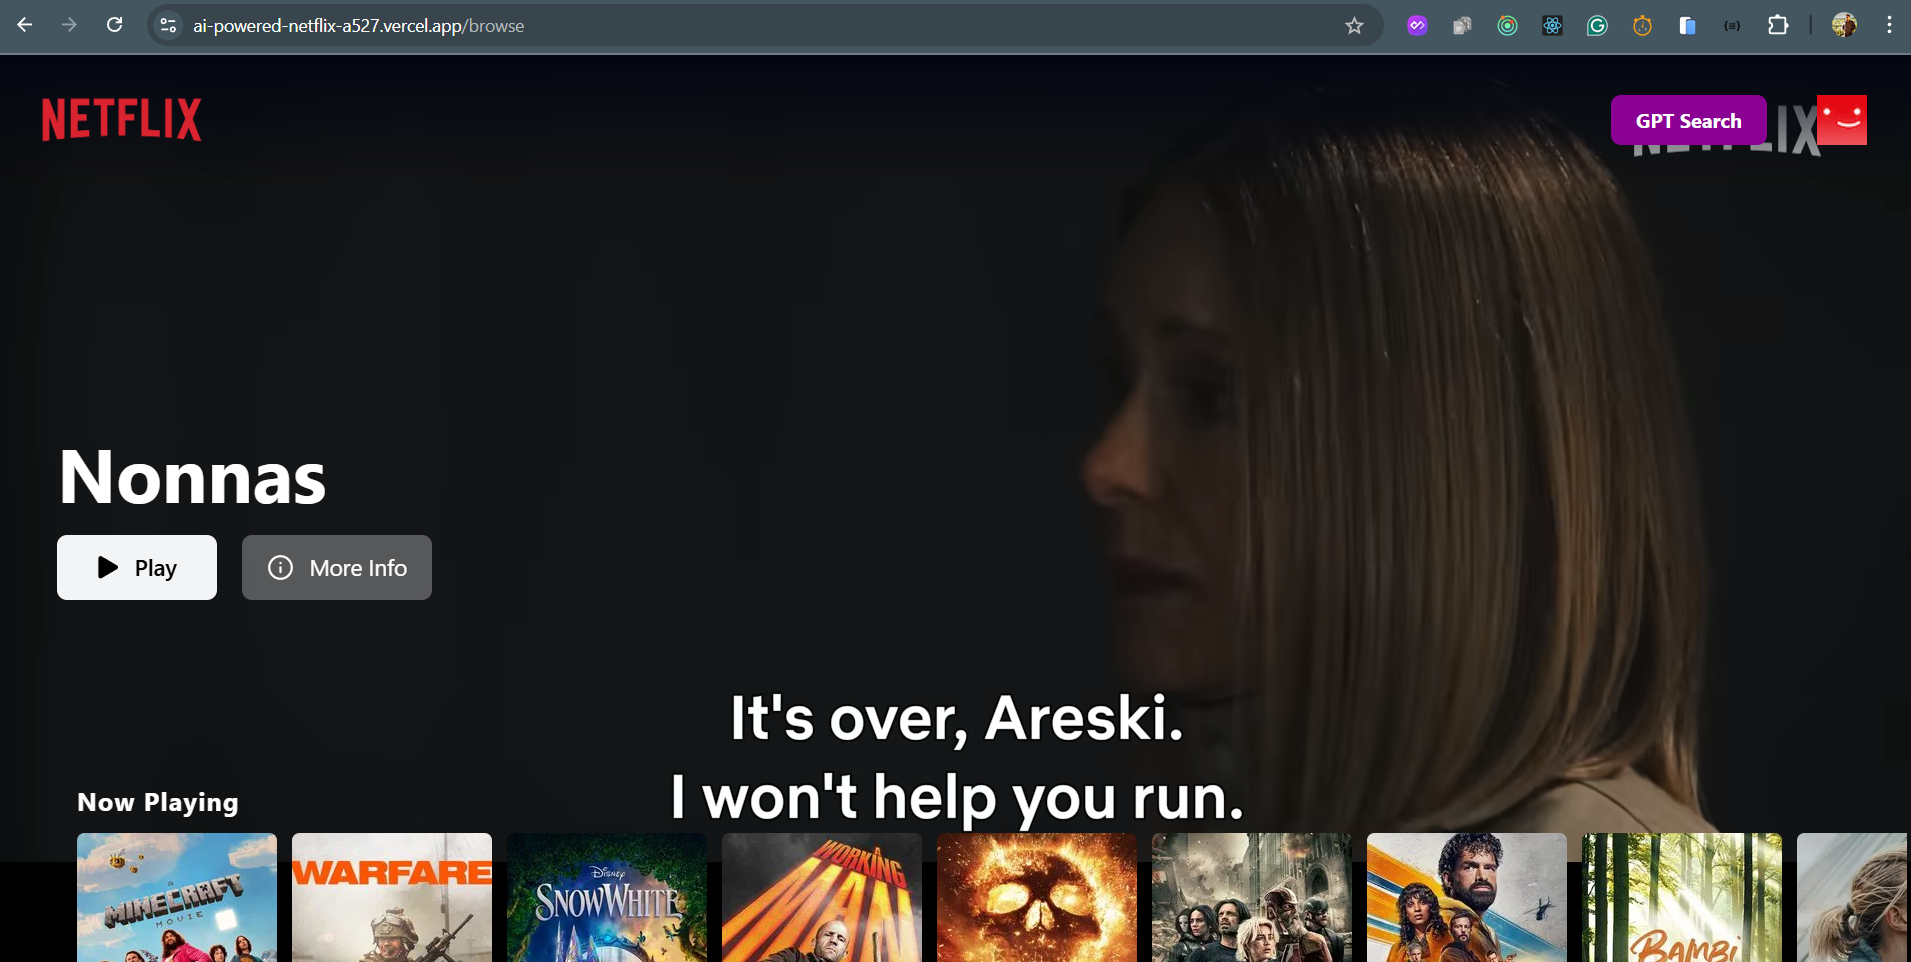 ai-powered-netflix-a527.vercel.app/browse
NETFLIX
GPT Search
LIX
Nonnas
Play
More Info
It's over, Areski.
I won't help you run.
Now Playing
A
MINECRAFT
MOVIE
WARFARE
Disney
SNOW WHITE
A
WORKING
MAN
BAMBI